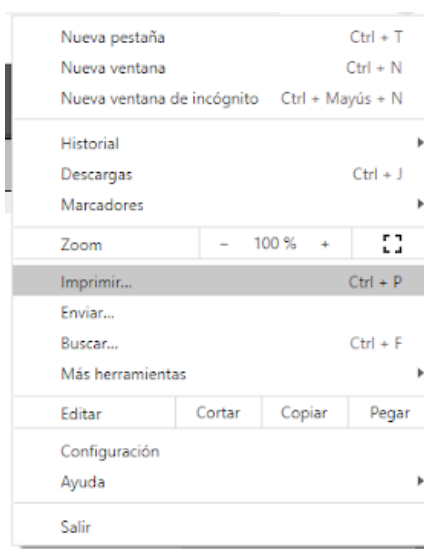 Nueva pestaña Ctrl + T
Nueva ventana Ctrl + N
Nueva ventana de incógnito Ctrl + Mayús + N
Historial
Descargas Ctrl + J
Marcadores
Zoom − 100 % +
Imprimir... Ctrl + P
Enviar...
Buscar... Ctrl + F
Más herramientas
Editar Cortar Copiar Pegar
Configuración
Ayuda
Salir